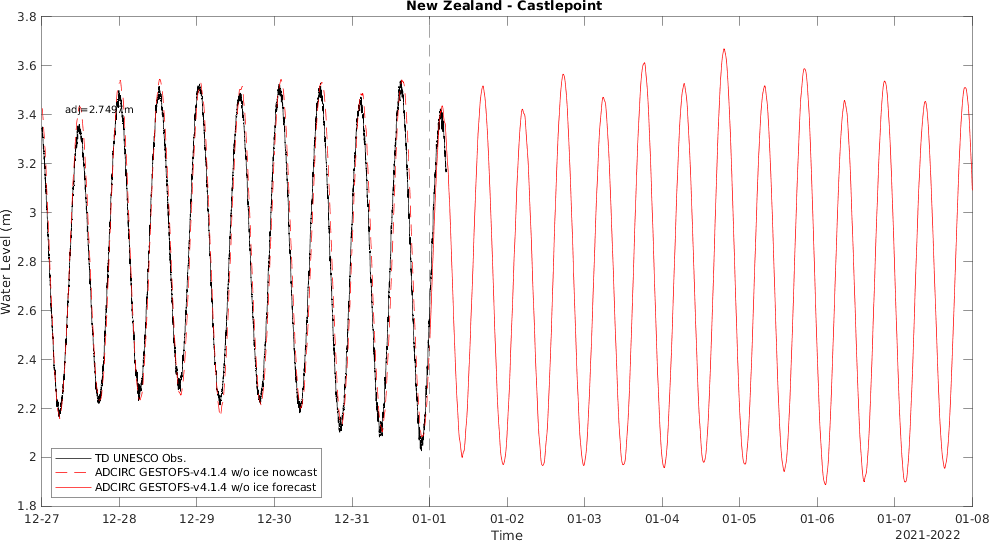 New Zealand - Castlepoint
3.8
3.6
3.4
3.2
3
2.8
2.6
2.4
2.2
2
1.8
Water Level (m)
adj=2.7497m
TD UNESCO Obs.
ADCIRC GESTOFS-v4.1.4 w/o ice nowcast
ADCIRC GESTOFS-v4.1.4 w/o ice forecast
12-27 12-28 12-29 12-30 12-31 01-01 01-02 01-03 01-04 01-05 01-06 01-07 01-08
Time
2021-2022